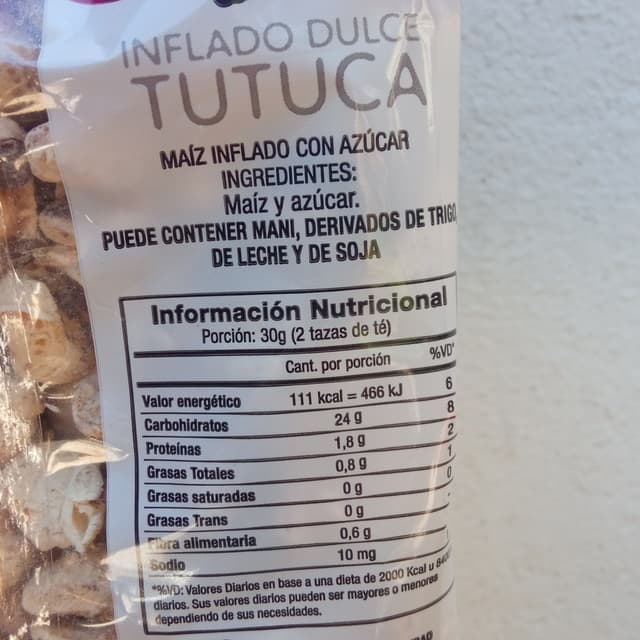 INFLADO DULCE
TUTUCA
MAÍZ INFLADO CON AZÚCAR
INGREDIENTES:
Maíz y azúcar.
PUEDE CONTENER MANI, DERIVADOS DE TRIGO,
DE LECHE Y DE SOJA
Información Nutricional
Porción: 30g (2 tazas de té)
Cant. por porción %VD*
Valor energético 111 kcal = 466 kJ 6
Carbohidratos 24 g 8
Proteínas 1,8 g 2
Grasas Totales 0,8 g 1
Grasas saturadas 0 g 0
Grasas Trans 0 g -
Fibra alimentaria 0,6 g
Sodio 10 mg
*%VD: Valores Diarios en base a una dieta de 2000 Kcal u
diarios. Sus valores diarios pueden ser mayores o menores
dependiendo de sus necesidades.